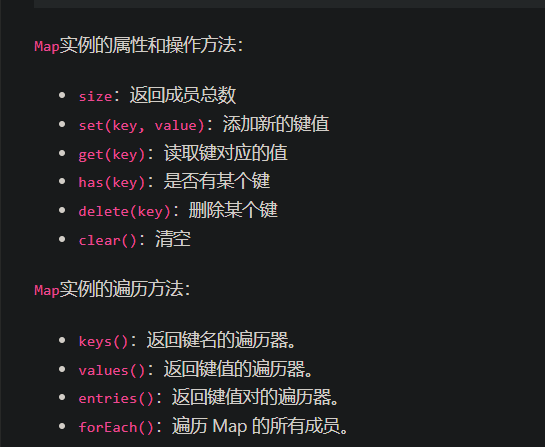 Map实例的属性和操作方法：
size：返回成员总数
set(key, value)：添加新的键值
get(key)：读取键对应的值
has(key)：是否有某个键
delete(key)：删除某个键
clear()：清空
Map实例的遍历方法：
keys()：返回键名的遍历器。
values()：返回键值的遍历器。
entries()：返回键值对的遍历器。
forEach()：遍历 Map 的所有成员。